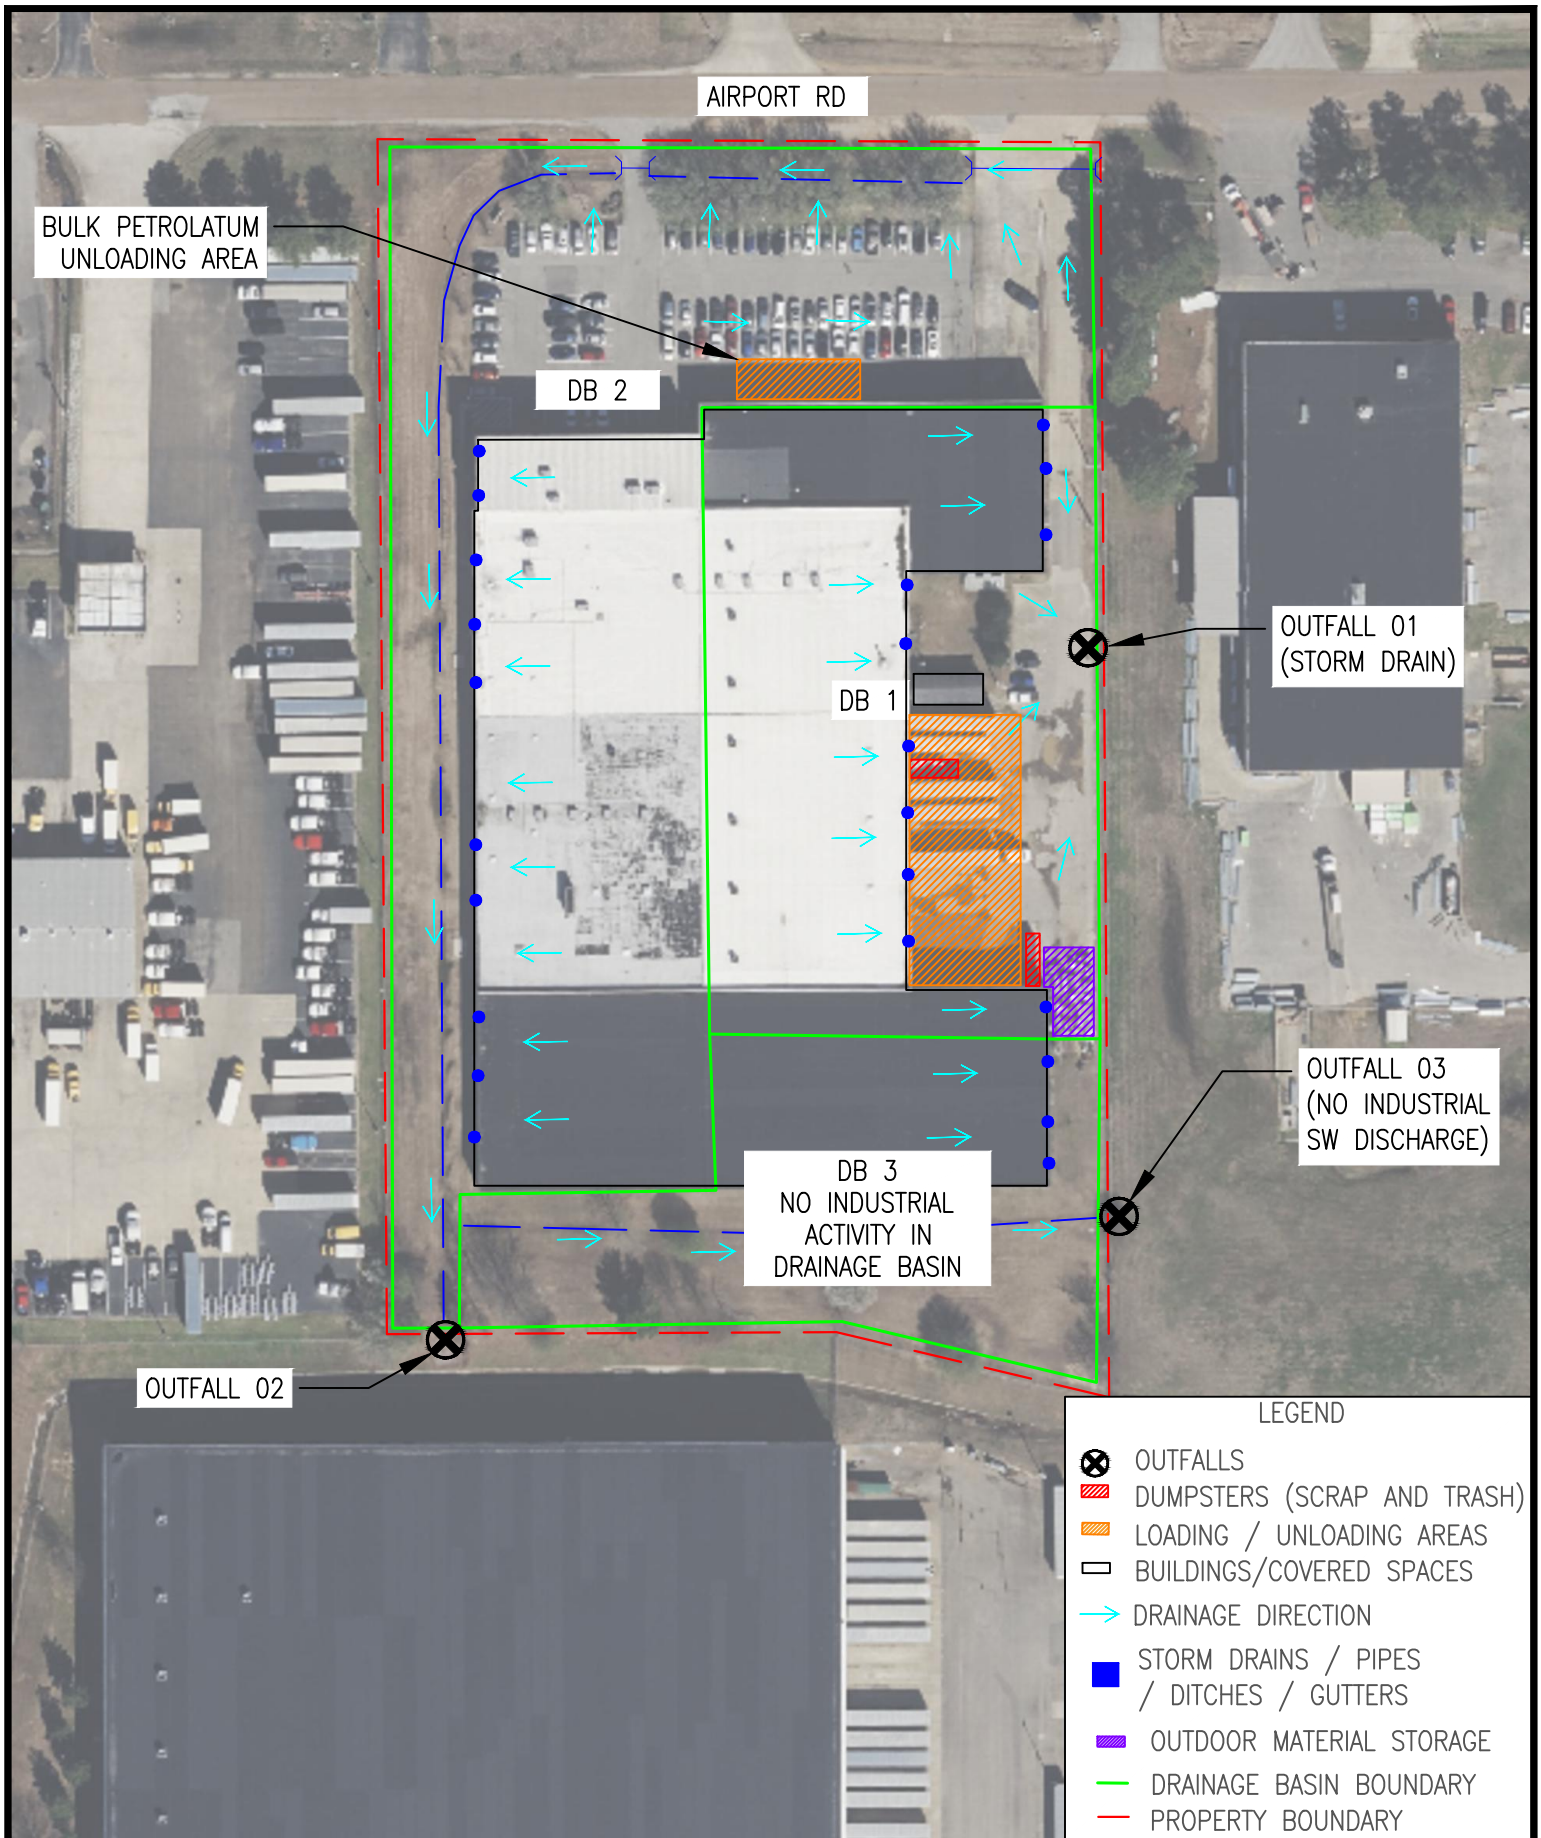 AIRPORT RD
BULK PETROLATUM
UNLOADING AREA
DB 2
OUTFALL 01
(STORM DRAIN)
DB 1
OUTFALL 03
(NO INDUSTRIAL
SW DISCHARGE)
DB 3
NO INDUSTRIAL
ACTIVITY IN
DRAINAGE BASIN
OUTFALL 02
LEGEND
OUTFALLS
DUMPSTERS (SCRAP AND TRASH)
LOADING / UNLOADING AREAS
BUILDINGS/COVERED SPACES
DRAINAGE DIRECTION
STORM DRAINS / PIPES
/ DITCHES / GUTTERS
OUTDOOR MATERIAL STORAGE
DRAINAGE BASIN BOUNDARY
PROPERTY BOUNDARY